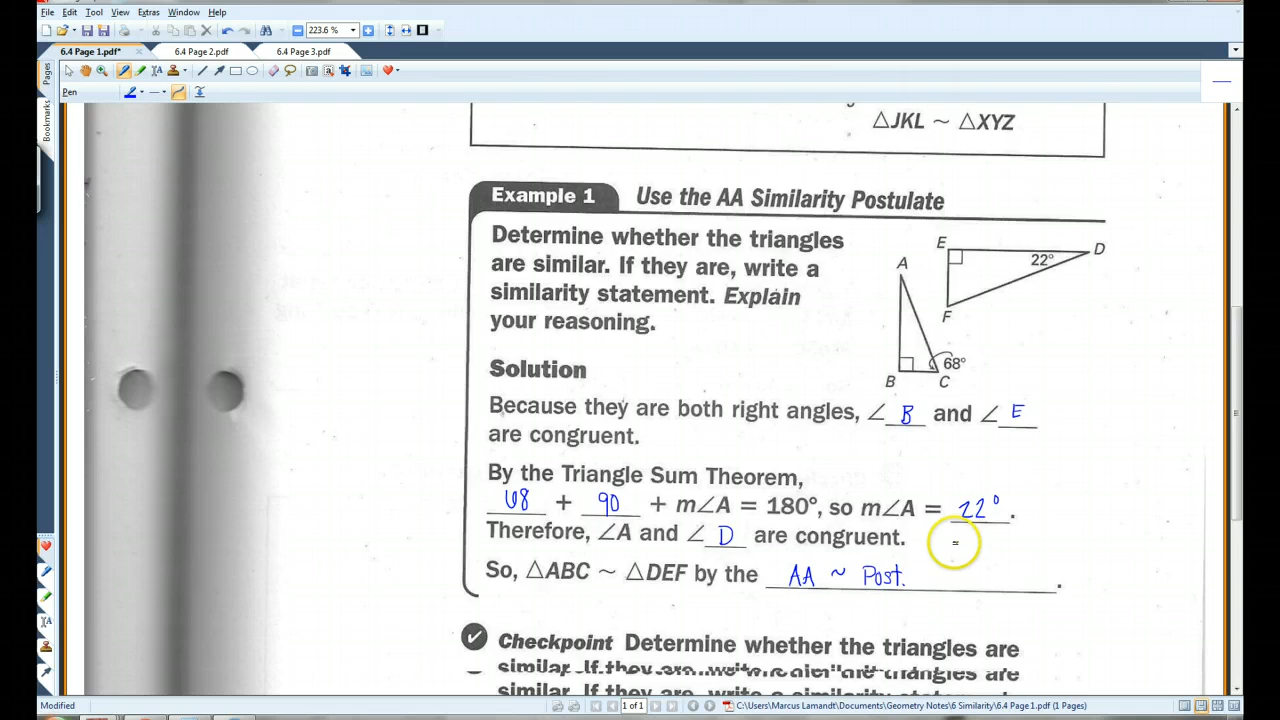 File Edit Tool View Extras Window Help
223.6 %
6.4 Page 1.pdf* 6.4 Page 2.pdf 6.4 Page 3.pdf
Pen
Pages
Bookmarks
△JKL ~ △XYZ
Example 1 Use the AA Similarity Postulate
Determine whether the triangles
are similar. If they are, write a
similarity statement. Explain
your reasoning.
E 22° D
A
F
68°
B C
Solution
Because they are both right angles, ∠ B and ∠ E
are congruent.
By the Triangle Sum Theorem,
68 + 90 + m∠A = 180°, so m∠A = 22°.
Therefore, ∠A and ∠ D are congruent.
So, △ABC ~ △DEF by the AA ~ Post. .
Checkpoint Determine whether the triangles are
Modified 1 of 1 C:\Users\Marcus Lamandt\Documents\Geometry Notes\6 Similarity\6.4 Page 1.pdf (1 Pages)